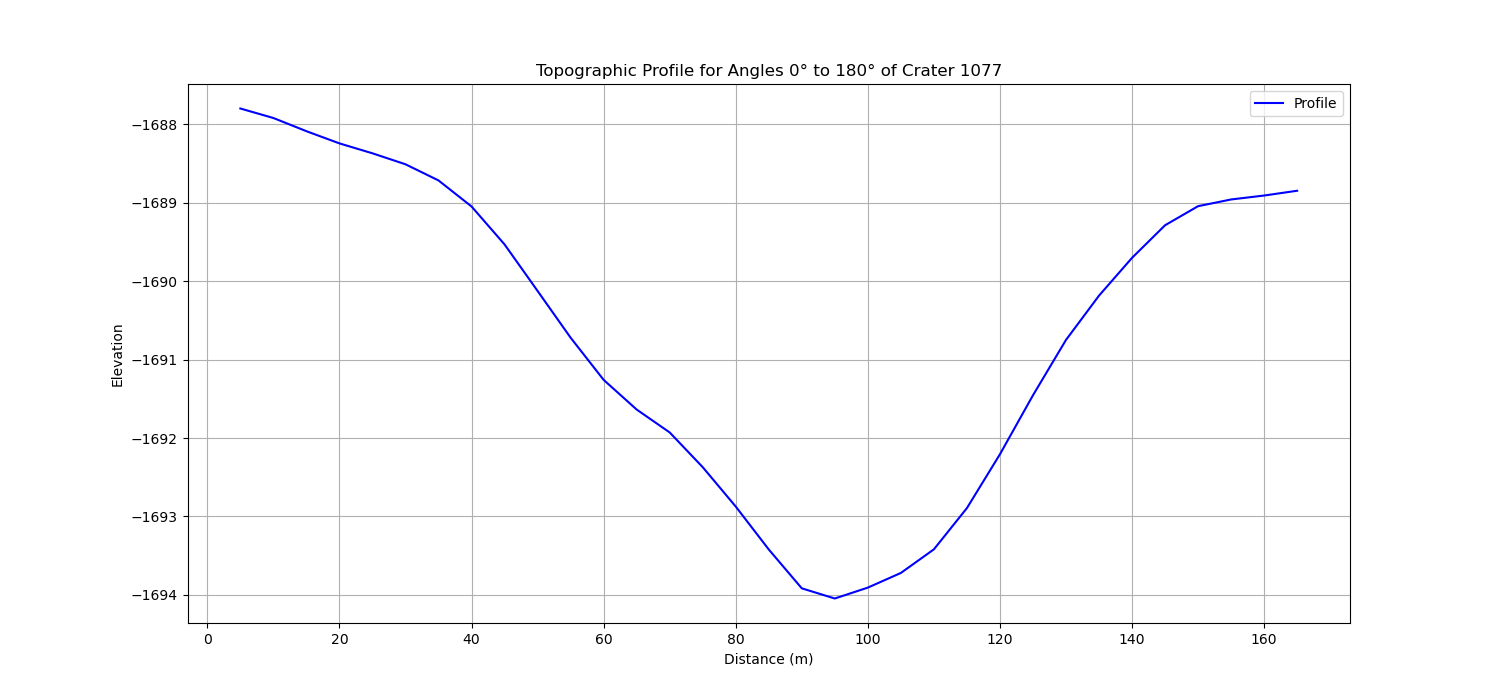 Topographic Profile for Angles 0° to 180° of Crater 1077
Profile
−1688
−1689
−1690
−1691
−1692
−1693
−1694
Elevation
0 20 40 60 80 100 120 140 160
Distance (m)